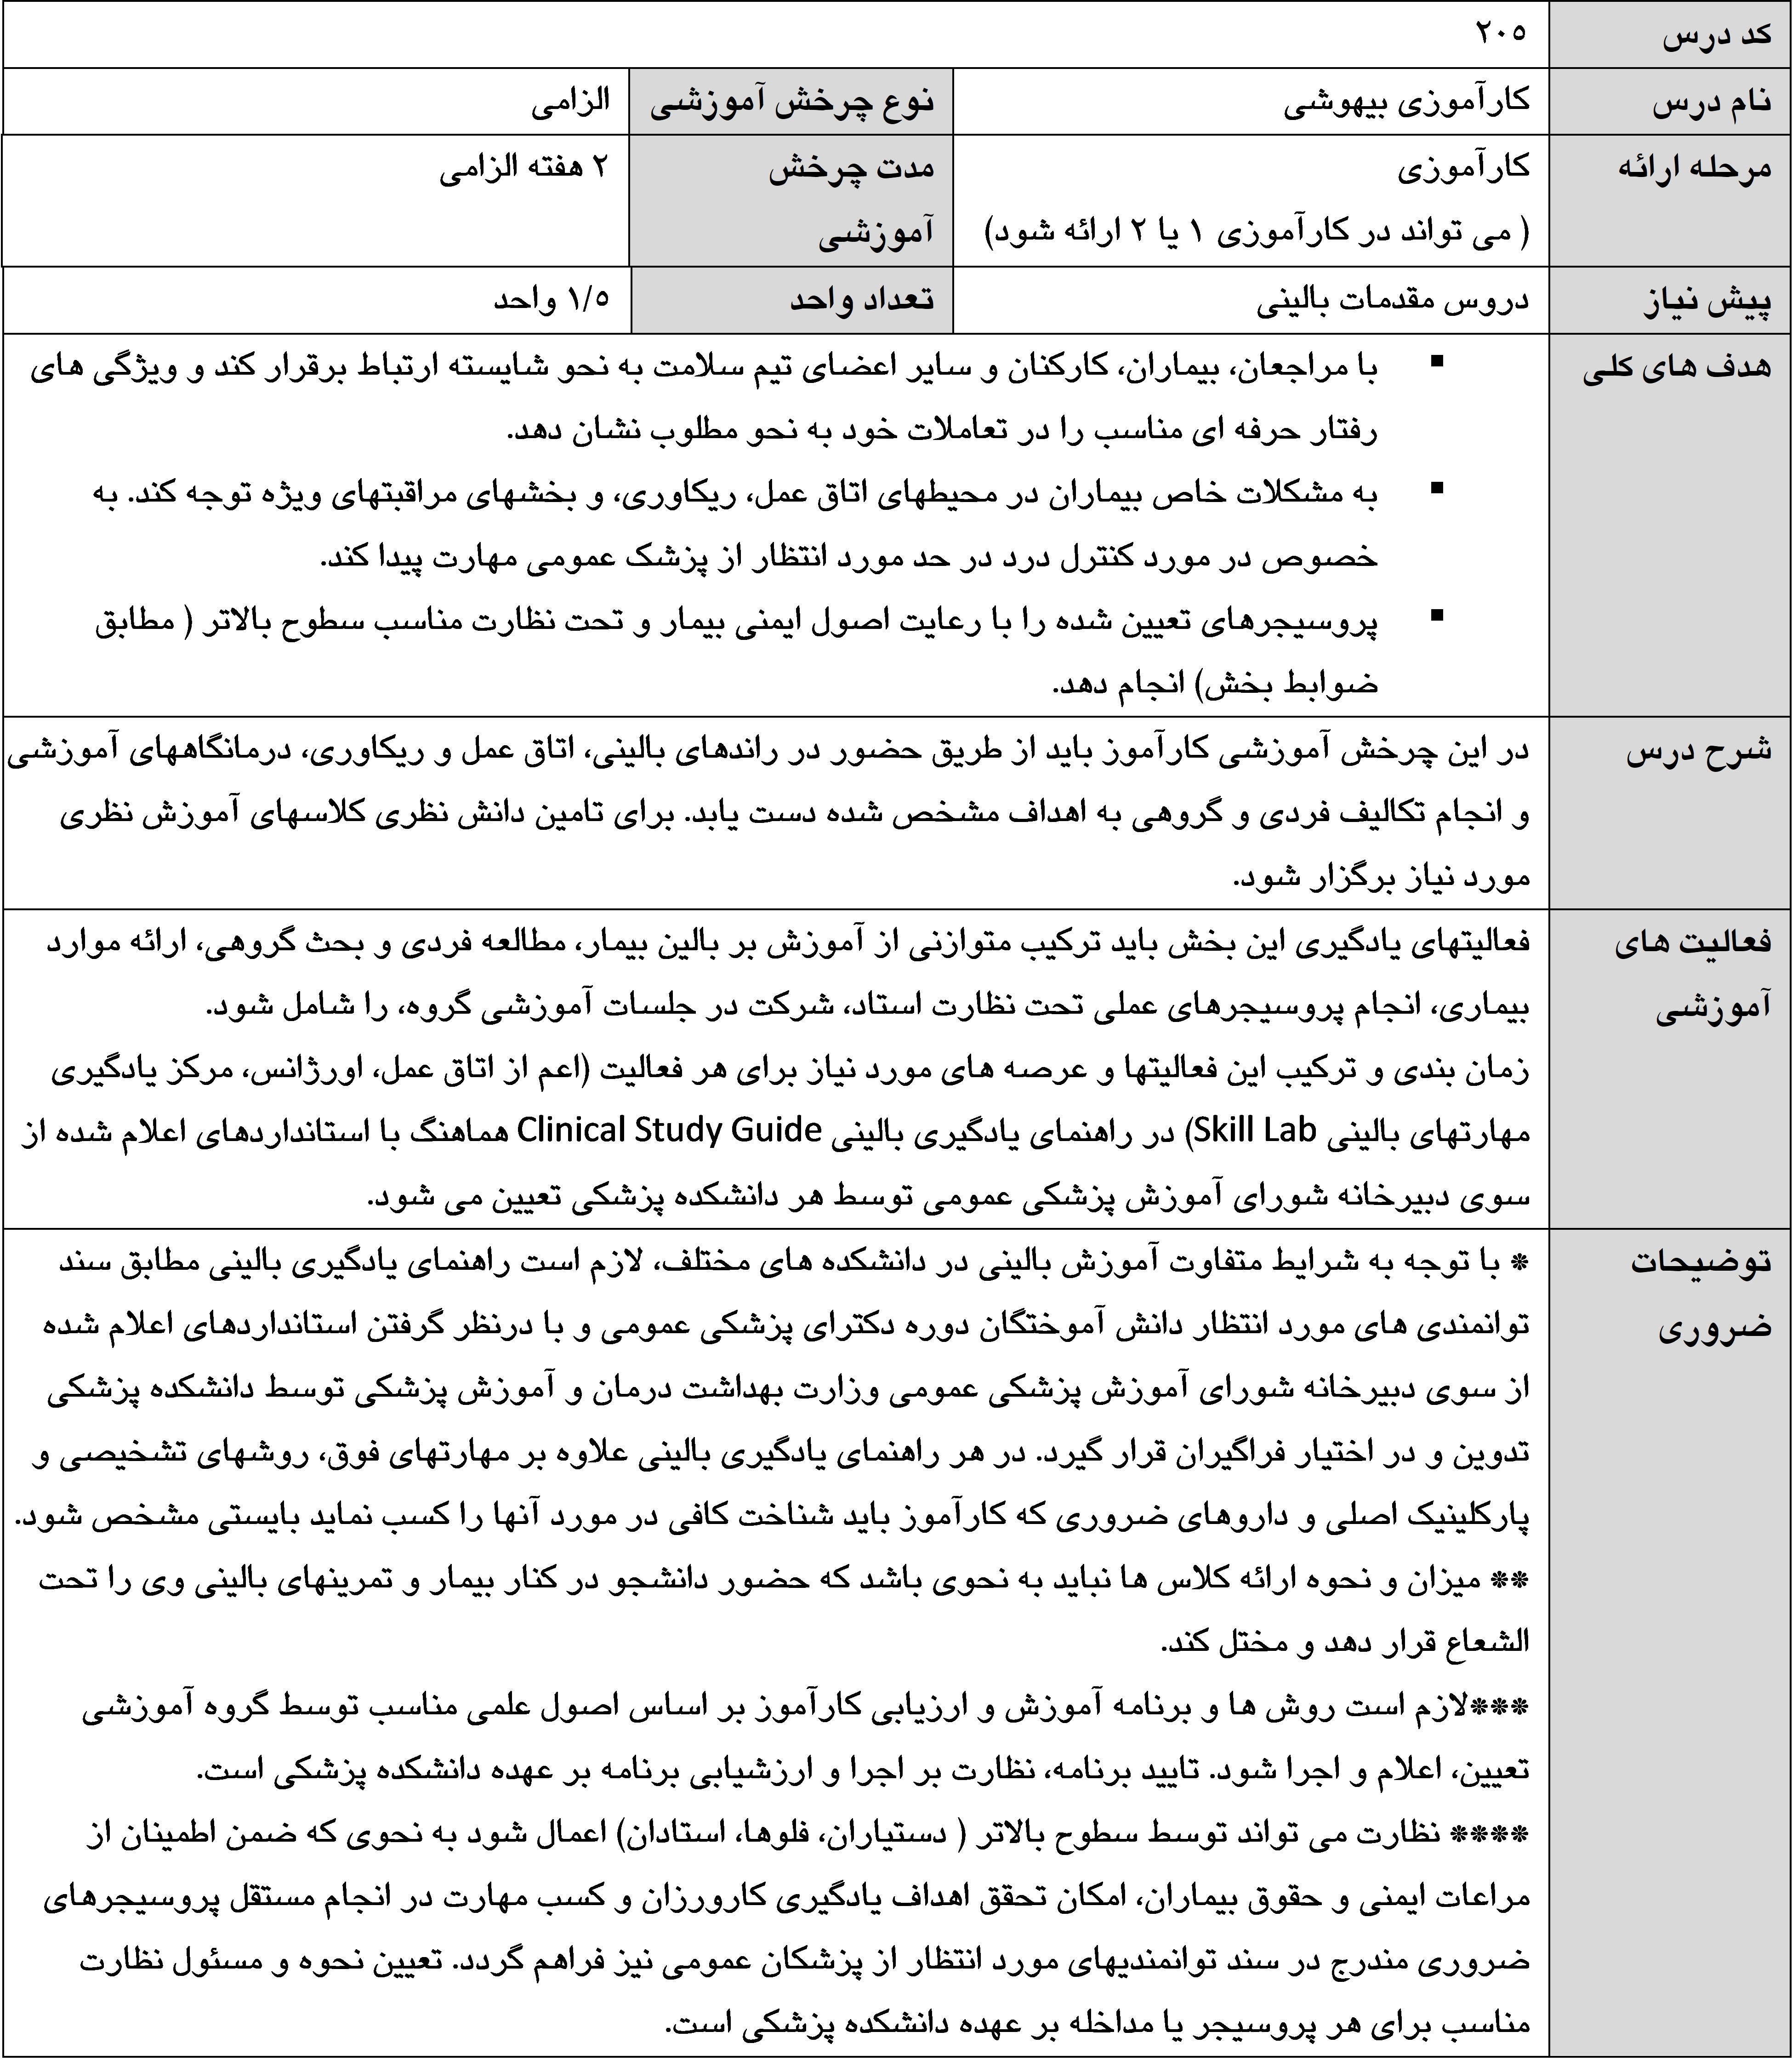 کد درس ۲۰۵
نام درس کارآموزی بیهوشی نوع چرخش آموزشی الزامی
مرحله ارائه کارآموزی مدت چرخش ۲ هفته الزامی
( می تواند در کارآموزی ۱ یا ۲ ارائه شود) آموزشی
پیش نیاز دروس مقدمات بالینی تعداد واحد ۱/۵ واحد
هدف های کلی ▪ با مراجعان، بیماران، کارکنان و سایر اعضای تیم سلامت به نحو شایسته ارتباط برقرار کند و ویژگی های
رفتار حرفه ای مناسب را در تعاملات خود به نحو مطلوب نشان دهد.
▪ به مشکلات خاص بیماران در محیطهای اتاق عمل، ریکاوری، و بخشهای مراقبتهای ویژه توجه کند. به
خصوص در مورد کنترل درد در حد مورد انتظار از پزشک عمومی مهارت پیدا کند.
▪ پروسیجرهای تعیین شده را با رعایت اصول ایمنی بیمار و تحت نظارت مناسب سطوح بالاتر ( مطابق
ضوابط بخش) انجام دهد.
شرح درس در این چرخش آموزشی کارآموز باید از طریق حضور در راندهای بالینی، اتاق عمل و ریکاوری، درمانگاههای آموزشی
و انجام تکالیف فردی و گروهی به اهداف مشخص شده دست یابد. برای تامین دانش نظری کلاسهای آموزش نظری
مورد نیاز برگزار شود.
فعالیت های فعالیتهای یادگیری این بخش باید ترکیب متوازنی از آموزش بر بالین بیمار، مطالعه فردی و بحث گروهی، ارائه موارد
آموزشی بیماری، انجام پروسیجرهای عملی تحت نظارت استاد، شرکت در جلسات آموزشی گروه، را شامل شود.
زمان بندی و ترکیب این فعالیتها و عرصه های مورد نیاز برای هر فعالیت (اعم از اتاق عمل، اورژانس، مرکز یادگیری
مهارتهای بالینی Skill Lab) در راهنمای یادگیری بالینی Clinical Study Guide هماهنگ با استانداردهای اعلام شده از
سوی دبیرخانه شورای آموزش پزشکی عمومی توسط هر دانشکده پزشکی تعیین می شود.
توضیحات * با توجه به شرایط متفاوت آموزش بالینی در دانشکده های مختلف، لازم است راهنمای یادگیری بالینی مطابق سند
ضروری توانمندی های مورد انتظار دانش آموختگان دوره دکترای پزشکی عمومی و با درنظر گرفتن استانداردهای اعلام شده
از سوی دبیرخانه شورای آموزش پزشکی عمومی وزارت بهداشت درمان و آموزش پزشکی توسط دانشکده پزشکی
تدوین و در اختیار فراگیران قرار گیرد. در هر راهنمای یادگیری بالینی علاوه بر مهارتهای فوق، روشهای تشخیصی و
پارکلینیک اصلی و داروهای ضروری که کارآموز باید شناخت کافی در مورد آنها را کسب نماید بایستی مشخص شود.
** میزان و نحوه ارائه کلاس ها نباید به نحوی باشد که حضور دانشجو در کنار بیمار و تمرینهای بالینی وی را تحت
الشعاع قرار دهد و مختل کند.
***لازم است روش ها و برنامه آموزش و ارزیابی کارآموز بر اساس اصول علمی مناسب توسط گروه آموزشی
تعیین، اعلام و اجرا شود. تایید برنامه، نظارت بر اجرا و ارزشیابی برنامه بر عهده دانشکده پزشکی است.
**** نظارت می تواند توسط سطوح بالاتر ( دستیاران، فلوها، استادان) اعمال شود به نحوی که ضمن اطمینان از
مراعات ایمنی و حقوق بیماران، امکان تحقق اهداف یادگیری کارورزان و کسب مهارت در انجام مستقل پروسیجرهای
ضروری مندرج در سند توانمندیهای مورد انتظار از پزشکان عمومی نیز فراهم گردد. تعیین نحوه و مسئول نظارت
مناسب برای هر پروسیجر یا مداخله بر عهده دانشکده پزشکی است.